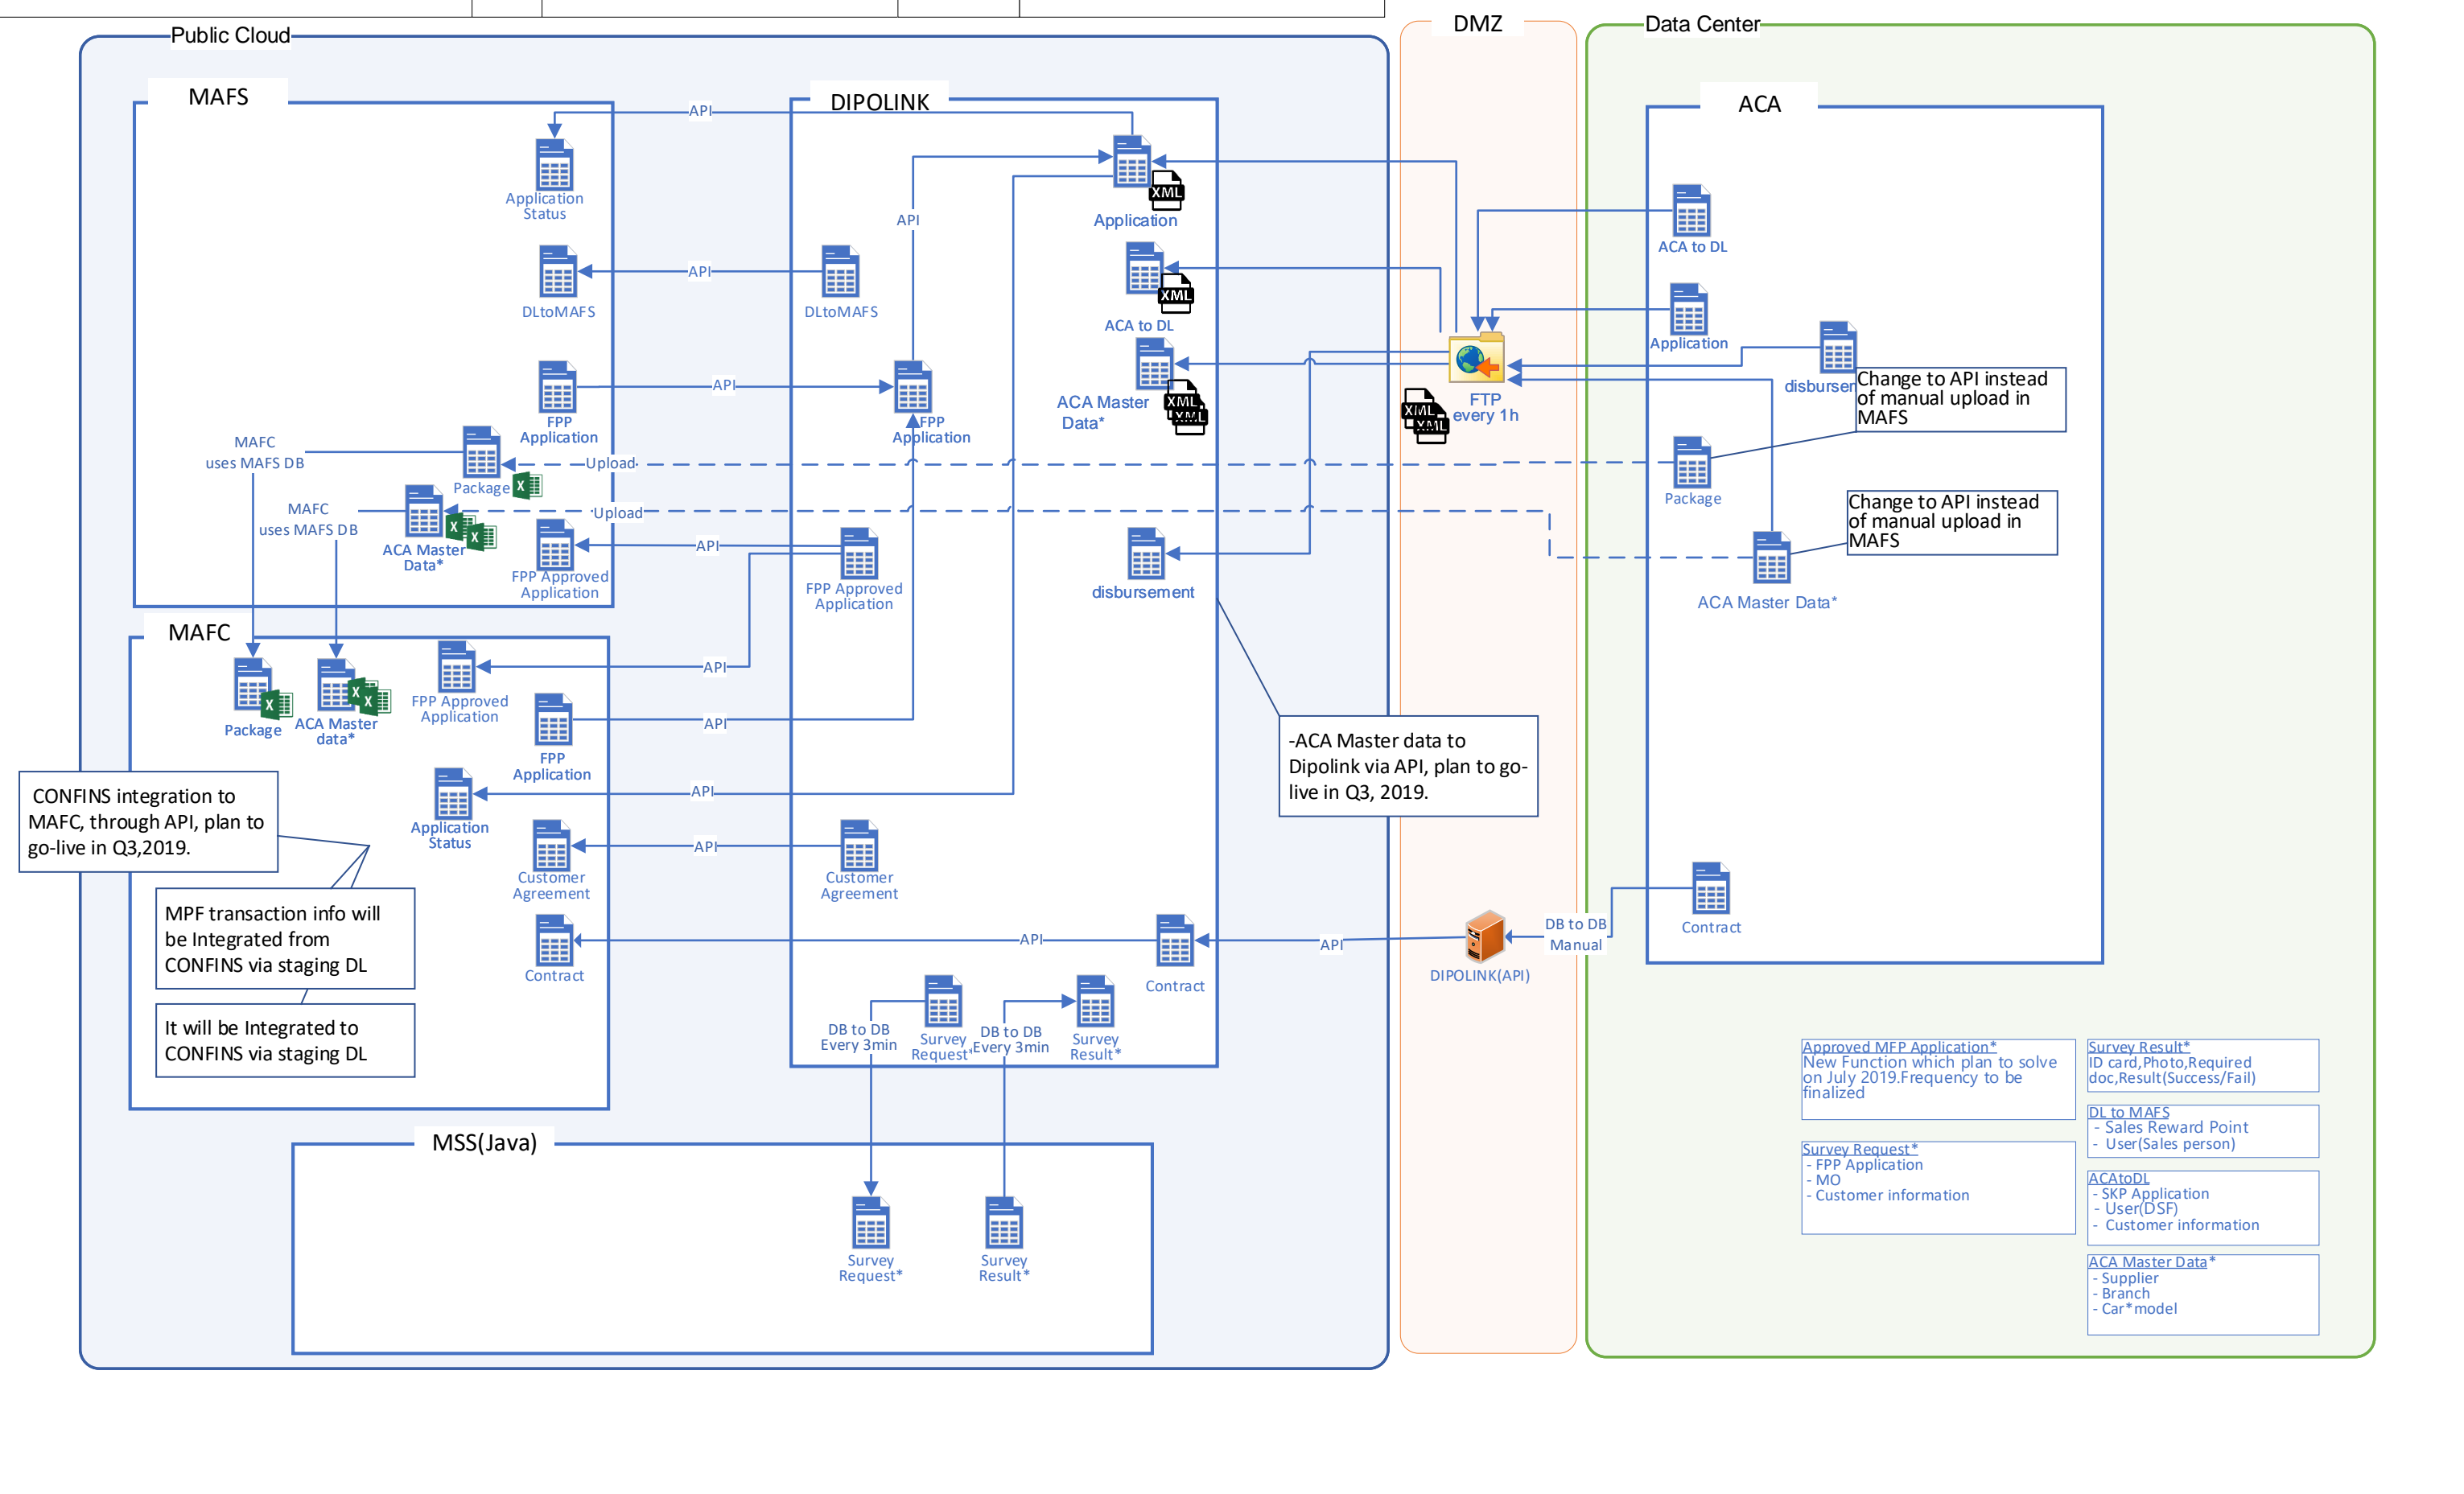 Public Cloud
DMZ
Data Center
MAFS
DIPOLINK
ACA
API
Application
Status
API
XML
Application
ACA to DL
API
DLtoMAFS
DLtoMAFS
XML
ACA to DL
Application
API
FPP
Application
FPP
Application
ACA Master
Data*
XML
XML
XML
XML
FTP
every 1h
disburser
Change to API instead
of manual upload in
MAFS
MAFC
uses MAFS DB
Package
X
Upload
Package
MAFC
uses MAFS DB
X
X
ACA Master
Data*
Upload
Change to API instead
of manual upload in
MAFS
API
FPP Approved
Application
FPP Approved
Application
disbursement
ACA Master Data*
MAFC
X
Package
X
X
ACA Master
data*
API
FPP Approved
Application
API
FPP
Application
-ACA Master data to
Dipolink via API, plan to go-
live in Q3, 2019.
CONFINS integration to
MAFC, through API, plan to
go-live in Q3,2019.
API
Application
Status
API
Customer
Agreement
Customer
Agreement
MPF transaction info will
be Integrated from
CONFINS via staging DL
API
Contract
Contract
API
DIPOLINK(API)
DB to DB
Manual
Contract
It will be Integrated to
CONFINS via staging DL
DB to DB
Every 3min
Survey
Request*
DB to DB
Every 3min
Survey
Result*
MSS(Java)
Survey
Request*
Survey
Result*
Approved MFP Application*
New Function which plan to solve
on July 2019.Frequency to be
finalized
Survey Request*
- FPP Application
- MO
- Customer information
Survey Result*
ID card,Photo,Required
doc,Result(Success/Fail)
DL to MAFS
- Sales Reward Point
- User(Sales person)
ACAtoDL
- SKP Application
- User(DSF)
- Customer information
ACA Master Data*
- Supplier
- Branch
- Car*model